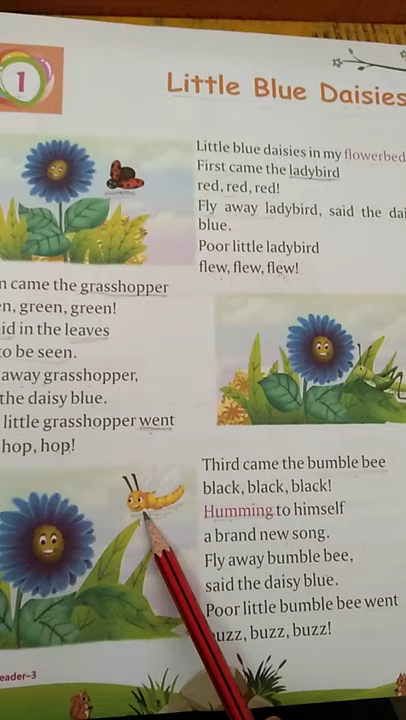 1
Little Blue Daisies
Little blue daisies in my flowerbed
First came the ladybird
red, red, red!
Fly away ladybird, said the dai
blue.
Poor little ladybird
flew, flew, flew!
n came the grasshopper
en, green, green!
id in the leaves
to be seen.
away grasshopper,
the daisy blue.
little grasshopper went
hop, hop!
Third came the bumble bee
black, black, black!
Humming to himself
a brand new song.
Fly away bumble bee,
said the daisy blue.
Poor little bumble bee went
buzz, buzz, buzz!
eader-3